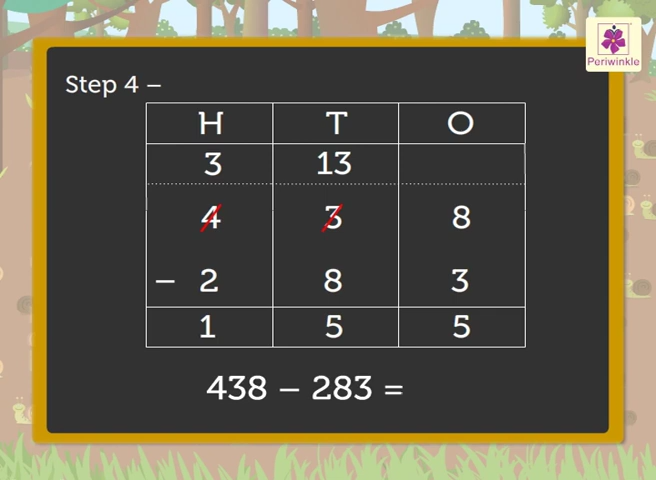 Periwinkle
Step 4 –
H T O
3 13
4 3 8
– 2 8 3
1 5 5
438 – 283 =